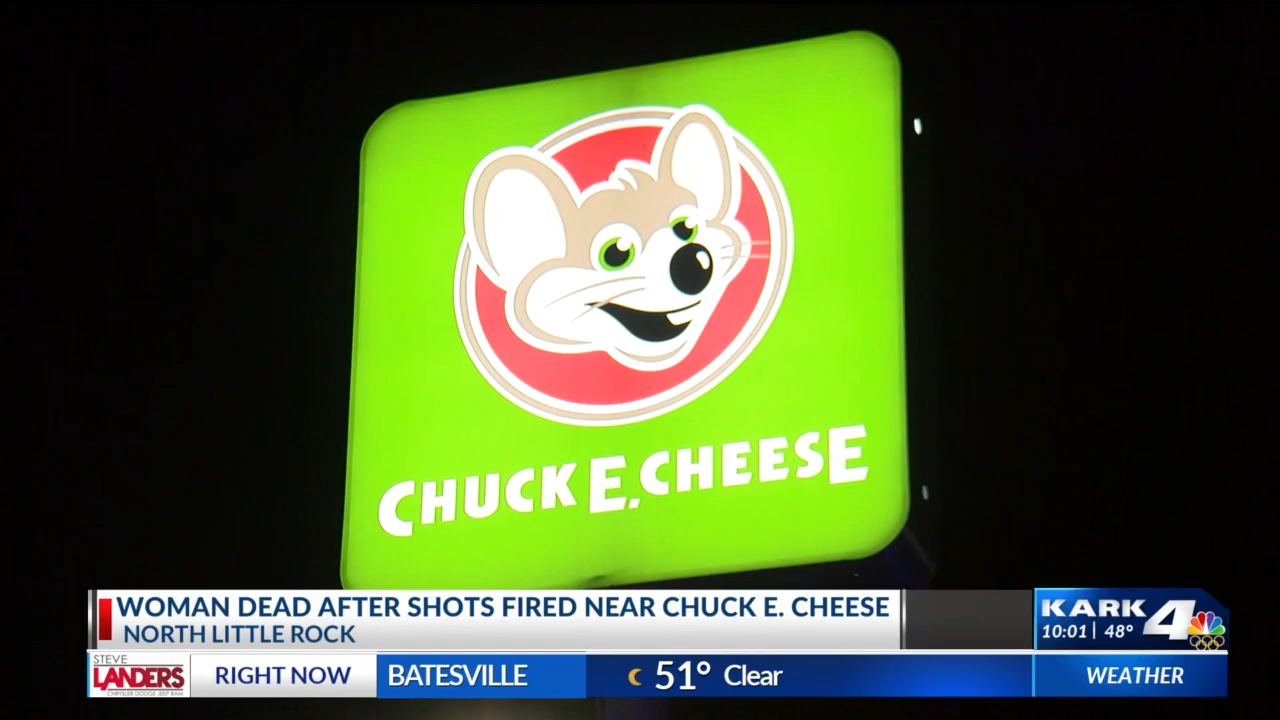 CHUCK E. CHEESE
WOMAN DEAD AFTER SHOTS FIRED NEAR CHUCK E. CHEESE
NORTH LITTLE ROCK
KARK 4
10:01 | 48°
STEVE
LANDERS
CHRYSLER DODGE JEEP RAM
RIGHT NOW
BATESVILLE
51° Clear
WEATHER